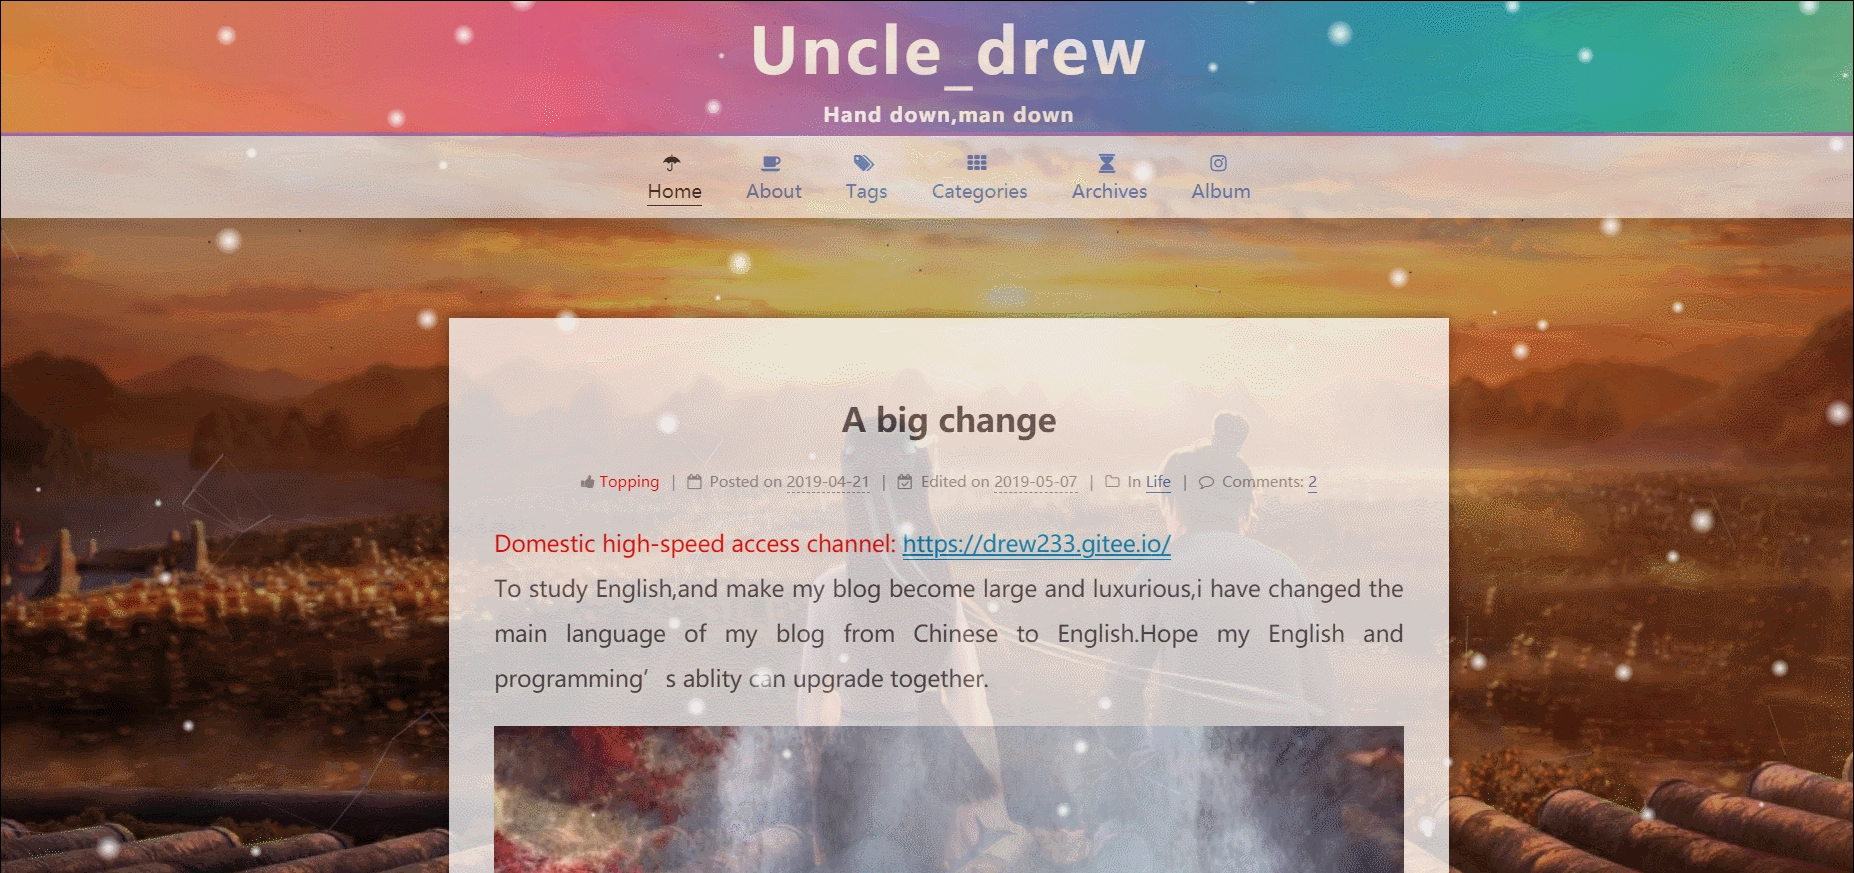 Uncle_drew
Hand down,man down
Home About Tags Categories Archives Album
A big change
Topping | Posted on 2019-04-21 | Edited on 2019-05-07 | In Life | Comments: 2
Domestic high-speed access channel: https://drew233.gitee.io/
To study English,and make my blog become large and luxurious,i have changed the
main language of my blog from Chinese to English.Hope my English and
programming’s ablity can upgrade together.